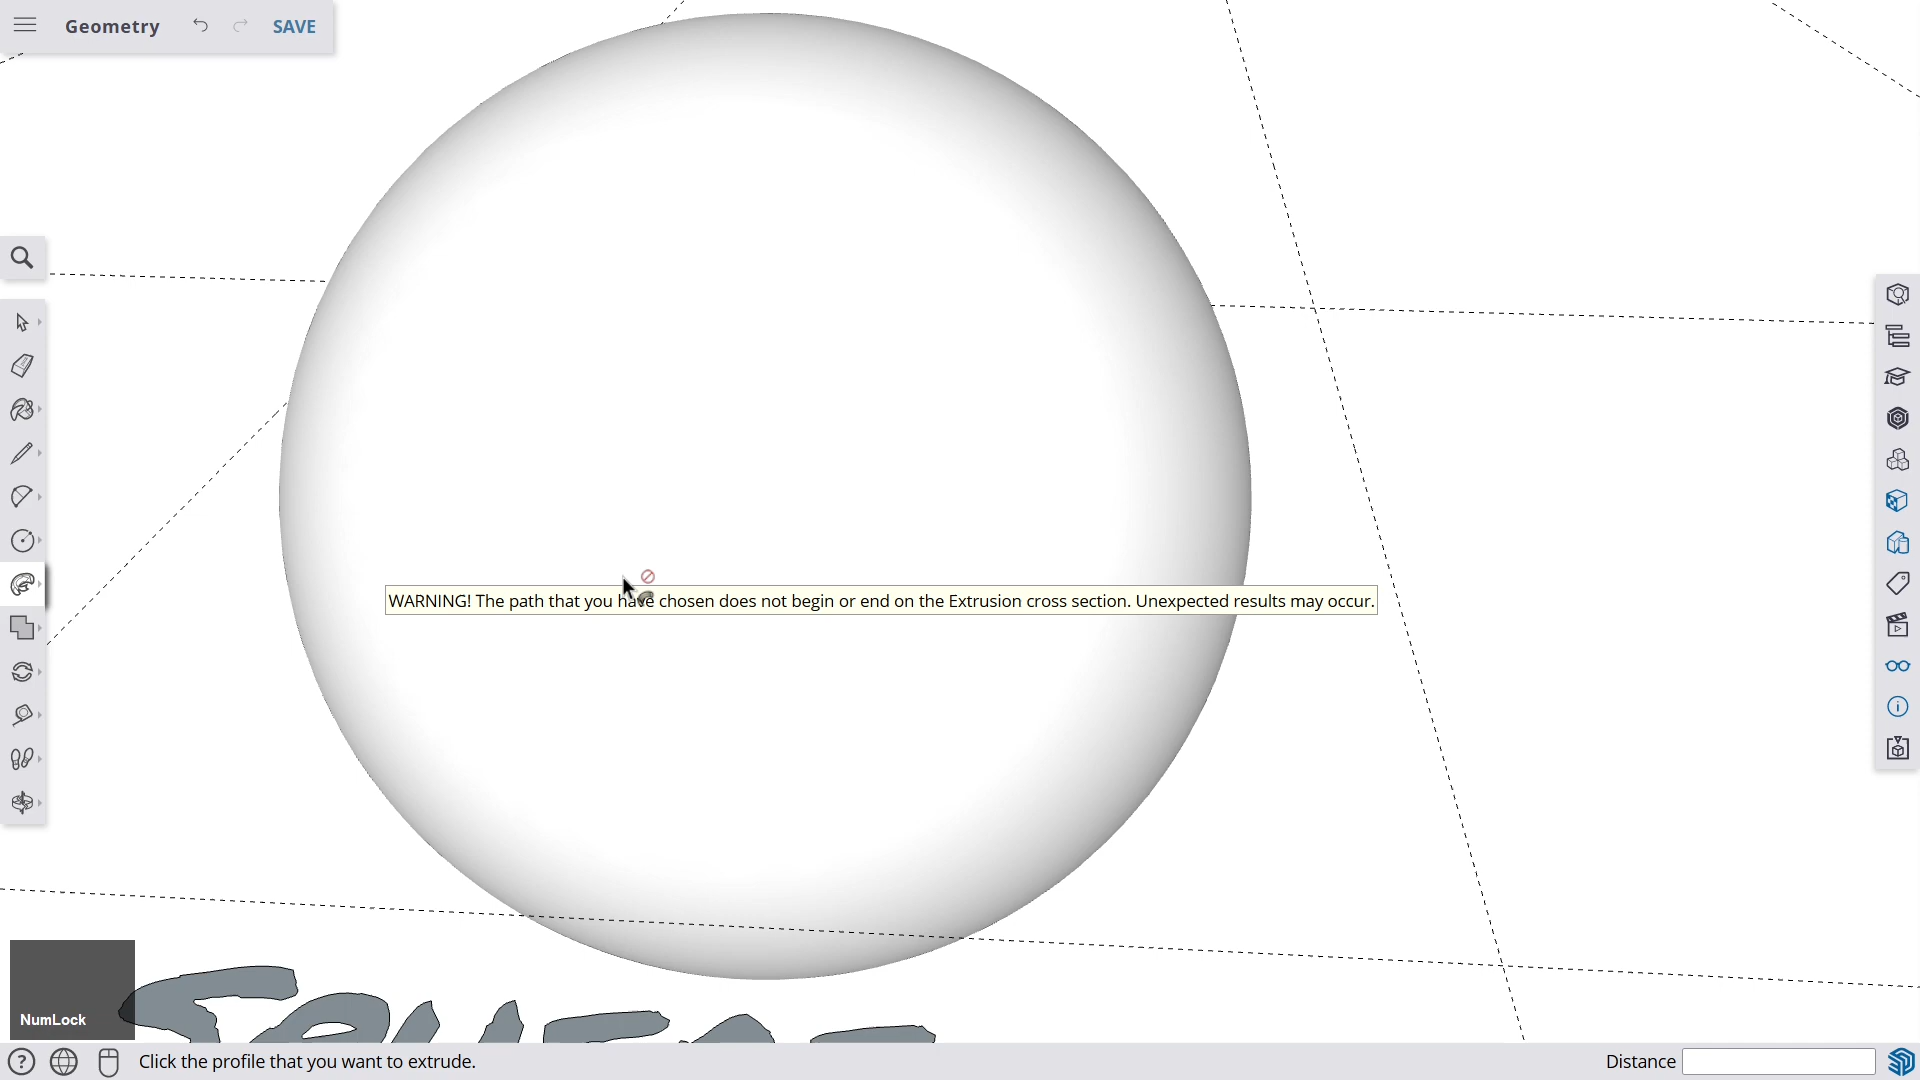 Geometry SAVE
WARNING! The path that you have chosen does not begin or end on the Extrusion cross section. Unexpected results may occur.
NumLock
Click the profile that you want to extrude.
Distance